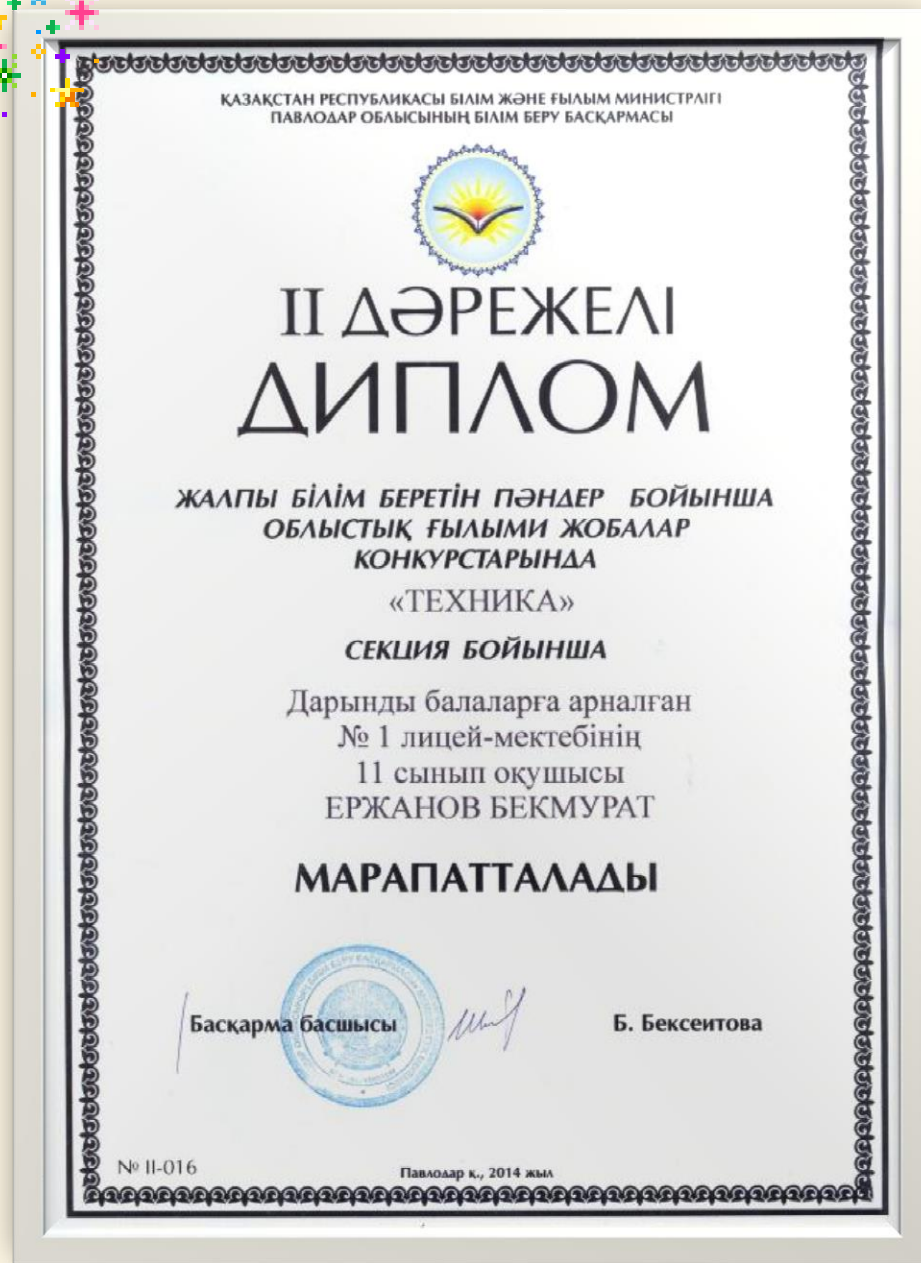 ҚАЗАҚСТАН РЕСПУБЛИКАСЫ БІЛІМ ЖӘНЕ ҒЫЛЫМ МИНИСТРЛІГІ
ПАВЛОДАР ОБЛЫСЫНЫҢ БІЛІМ БЕРУ БАСҚАРМАСЫ
II ДӘРЕЖЕЛІ
ДИПЛОМ
ЖАЛПЫ БІЛІМ БЕРЕТІН ПӘНДЕР БОЙЫНША
ОБЛЫСТЫҚ ҒЫЛЫМИ ЖОБАЛАР
КОНКУРСТАРЫНДА
«ТЕХНИКА»
СЕКЦИЯ БОЙЫНША
Дарынды балаларға арналған
№ 1 лицей-мектебінің
11 сынып оқушысы
ЕРЖАНОВ БЕКМУРАТ
МАРАПАТТАЛАДЫ
Басқарма басшысы
Б. Бексеитова
№ II-016
Павлодар қ., 2014 жыл